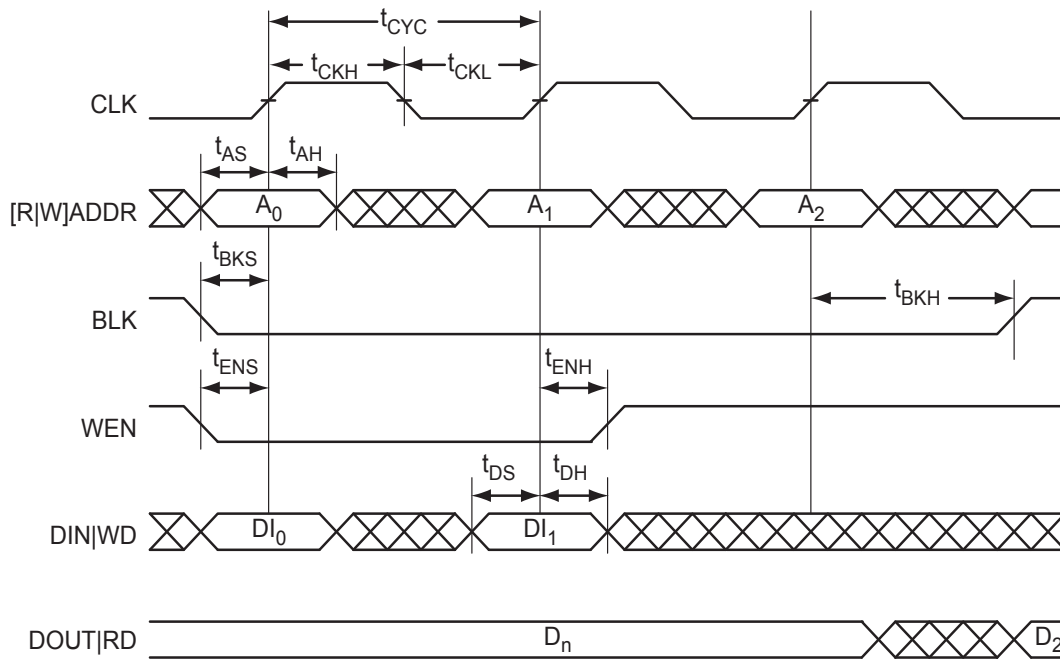 tCYC
tCKH tCKL
CLK
tAS tAH
[R|W]ADDR A0 A1 A2
tBKS tBKH
BLK
tENS tENH
WEN
tDS tDH
DIN|WD DI0 DI1
DOUT|RD Dn D2